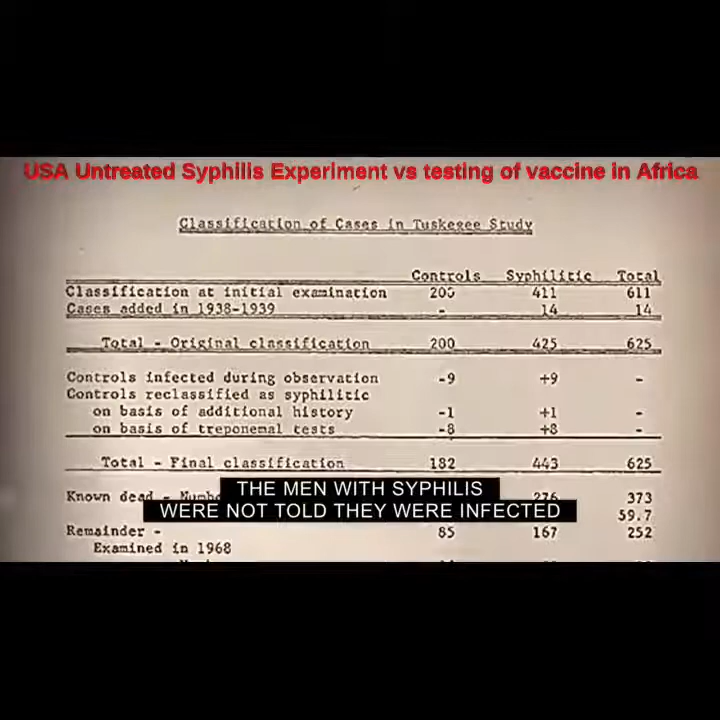 USA Untreated Syphilis Experiment vs testing of vaccine in Africa
Classification of Cases in Tuskegee Study
Controls Syphilitic Total
Classification at initial examination 200 411 611
Cases added in 1938-1939 - 14 14
Total - Original classification 200 425 625
Controls infected during observation -9 +9 -
Controls reclassified as syphilitic
on basis of additional history -1 +1 -
on basis of treponemal tests -8 +8 -
Total - Final classification 182 443 625
Known dead - 276 373
59.7
THE MEN WITH SYPHILIS
WERE NOT TOLD THEY WERE INFECTED
Remainder - 85 167 252
Examined in 1968